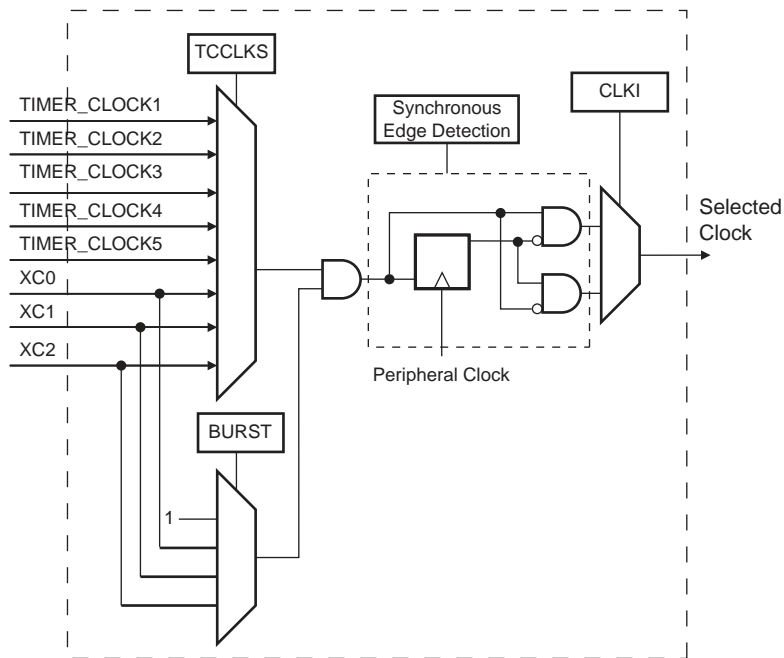 TCCLKS
TIMER_CLOCK1
TIMER_CLOCK2
TIMER_CLOCK3
TIMER_CLOCK4
TIMER_CLOCK5
XC0
XC1
XC2
Synchronous
Edge Detection
CLKI
Selected
Clock
Peripheral Clock
BURST
1